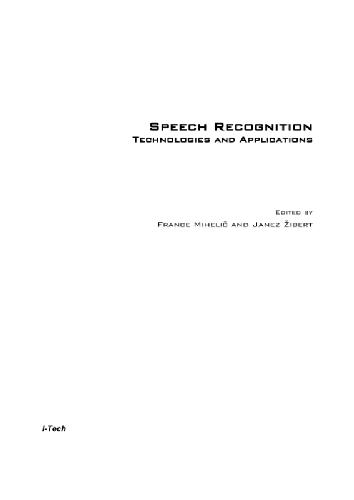 Speech Recognition
Technologies and Applications
Edited by
France Mihelič and Janez Žibert
I-Tech